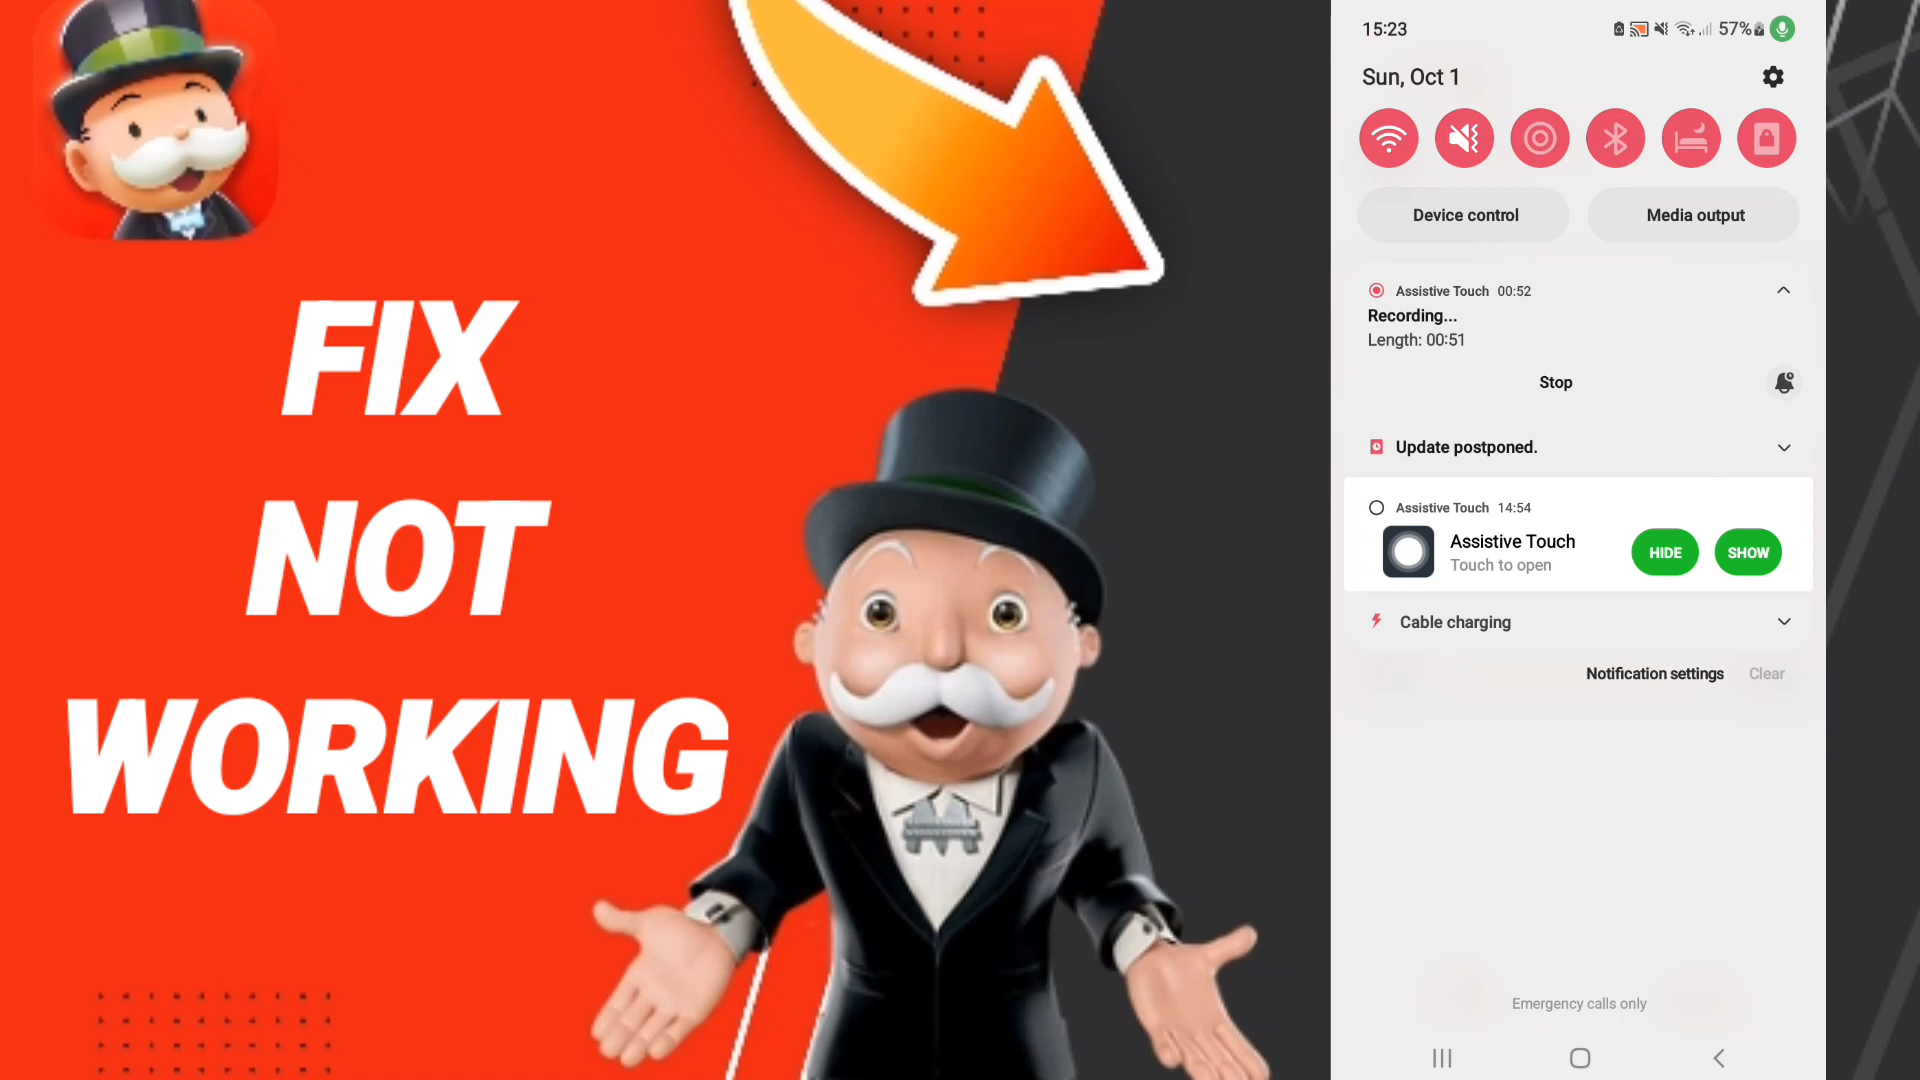 FIX
NOT
WORKING
15:23
57%
Sun, Oct 1
Device control
Media output
Assistive Touch 00:52
Recording...
Length: 00:51
Stop
Update postponed.
Assistive Touch 14:54
Assistive Touch
Touch to open
HIDE
SHOW
Cable charging
Notification settings
Clear
Emergency calls only